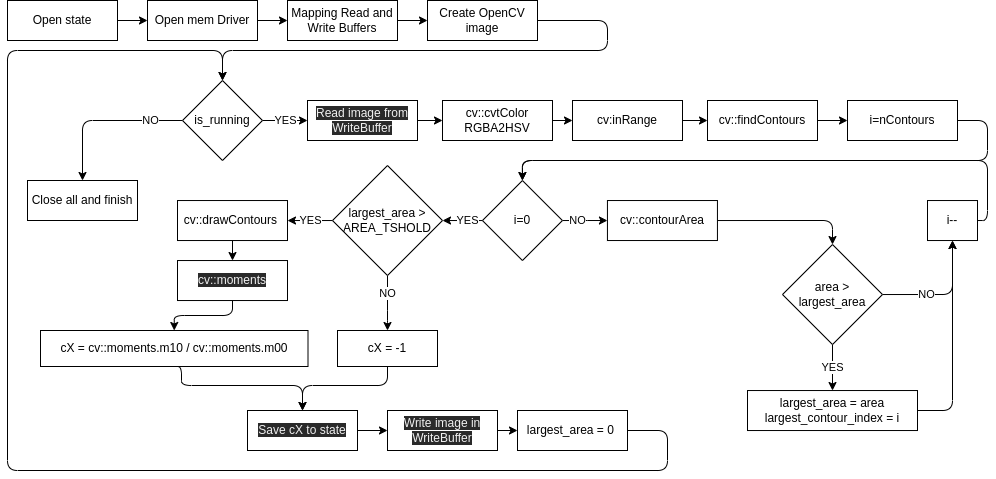 Open state
Open mem Driver
Mapping Read and
Write Buffers
Create OpenCV
image
is_running
NO
YES
Read image from
WriteBuffer
cv::cvtColor
RGBA2HSV
cv:inRange
cv::findContours
i=nContours
Close all and finish
cv::drawContours
YES
largest_area >
AREA_TSHOLD
YES
i=0
NO
cv::contourArea
i--
cv::moments
NO
area >
largest_area
NO
cX = cv::moments.m10 / cv::moments.m00
cX = -1
YES
largest_area = area
largest_contour_index = i
Save cX to state
Write image in
WriteBuffer
largest_area = 0